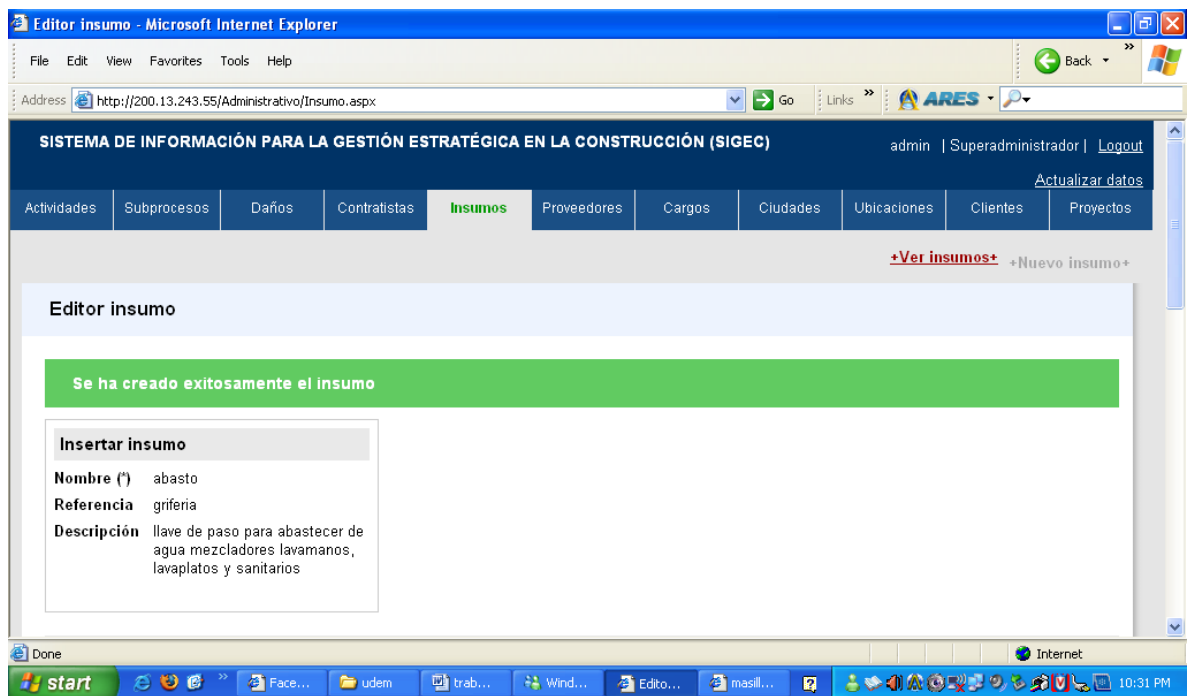 Editor insumo - Microsoft Internet Explorer
File Edit View Favorites Tools Help
Back
Address http://200.13.243.55/Administrativo/Insumo.aspx
Go
Links
ARES
SISTEMA DE INFORMACIÓN PARA LA GESTIÓN ESTRATÉGICA EN LA CONSTRUCCIÓN (SIGEC)
admin | Superadministrador | Logout
Actualizar datos
Actividades Subprocesos Daños Contratistas Insumos Proveedores Cargos Ciudades Ubicaciones Clientes Proyectos
+Ver insumos+ +Nuevo insumo+
Editor insumo
Se ha creado exitosamente el insumo
Insertar insumo
Nombre (*) abasto
Referencia griferia
Descripción llave de paso para abastecer de
agua mezcladores lavamanos,
lavaplatos y sanitarios
Done
Internet
start
Face...
udem
trab...
Wind...
Edito...
masill...
10:31 PM